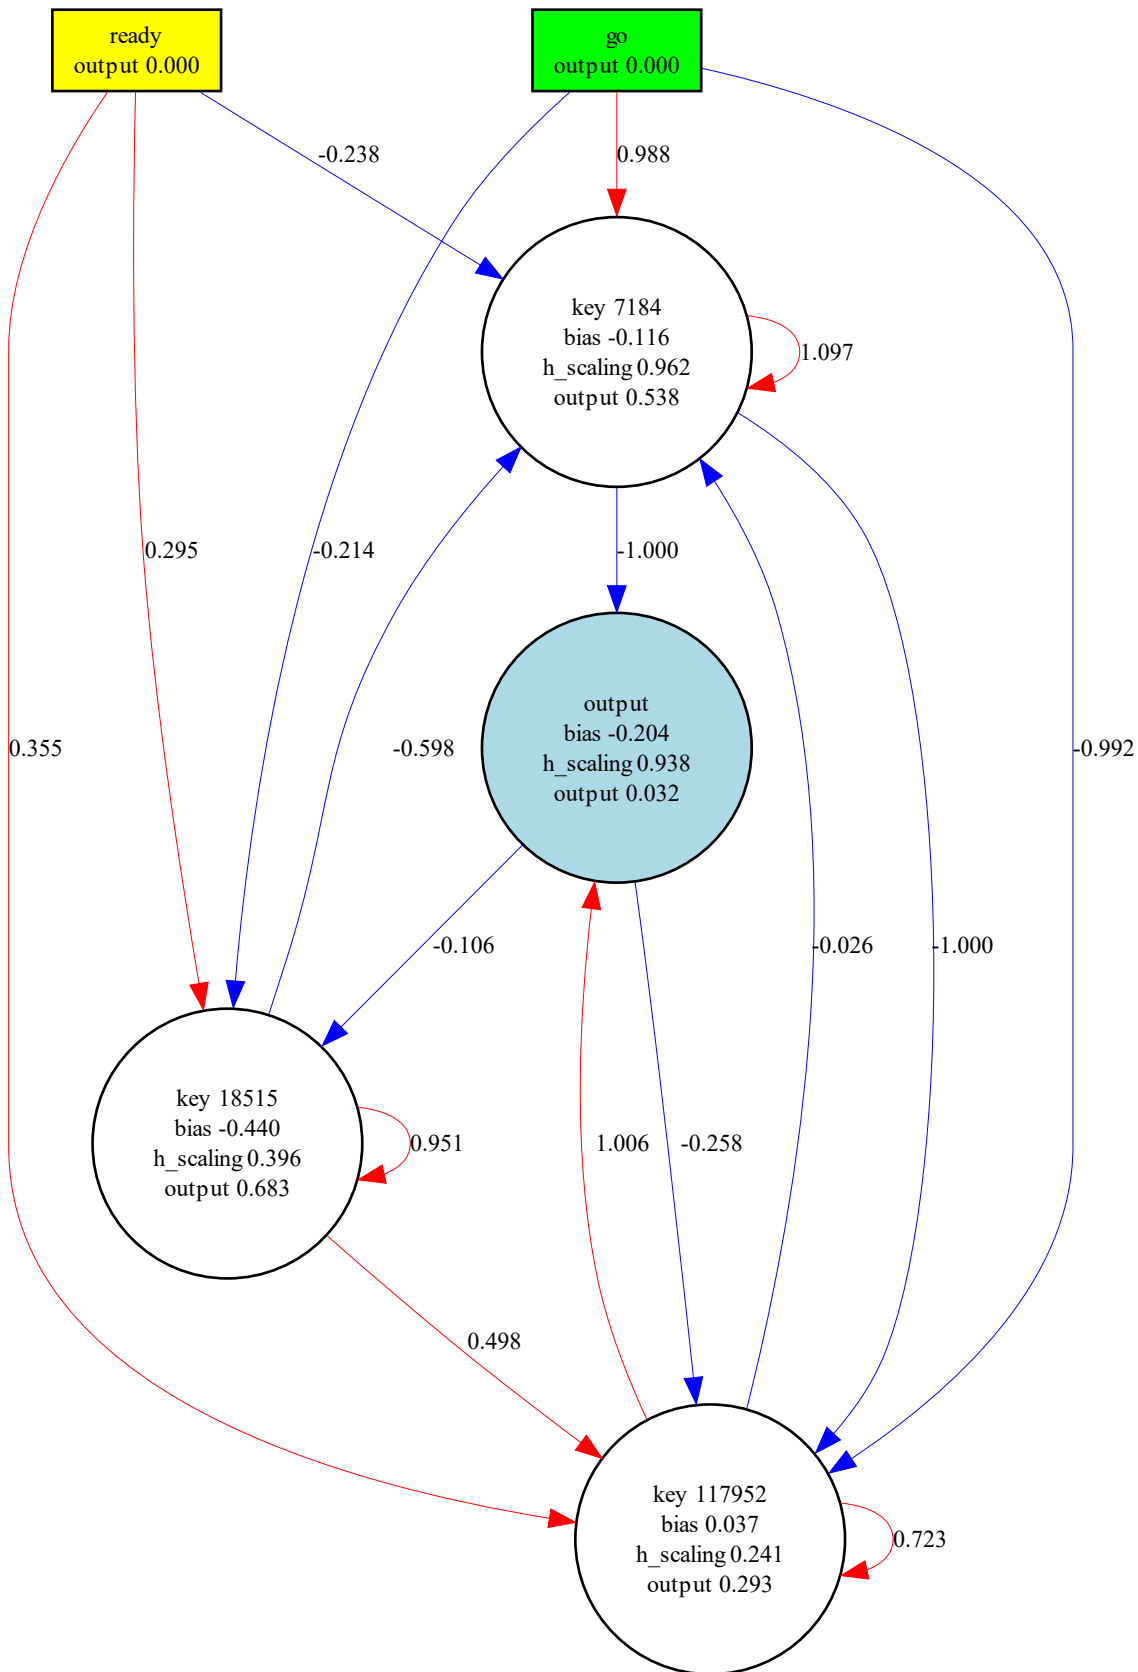 ready
output 0.000
go
output 0.000
-0.238
0.988
key 7184
bias -0.116
h_scaling 0.962
output 0.538
1.097
0.295
-0.214
-1.000
output
bias -0.204
h_scaling 0.938
output 0.032
0.355
-0.598
-0.992
-0.106
-0.026
-1.000
key 18515
bias -0.440
h_scaling 0.396
output 0.683
0.951
1.006
-0.258
0.498
key 117952
bias 0.037
h_scaling 0.241
output 0.293
0.723